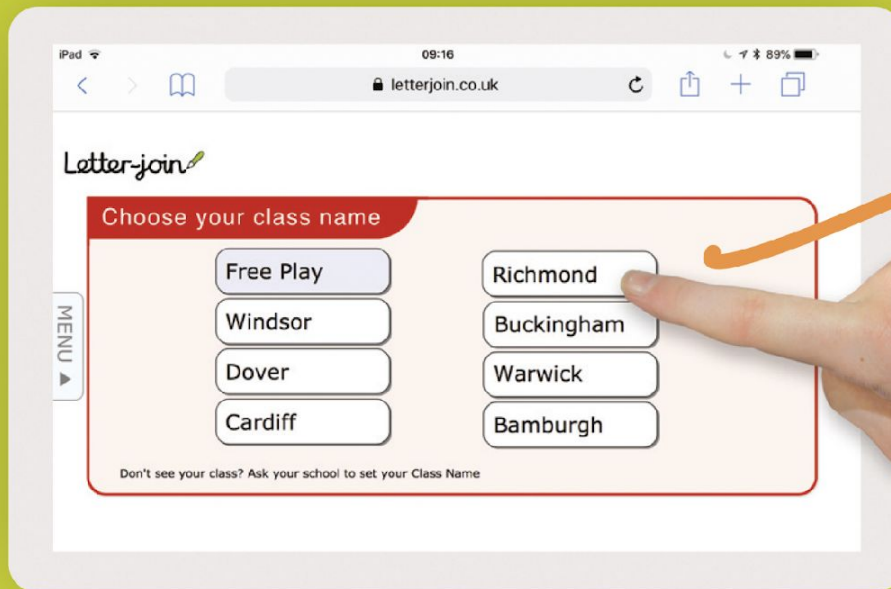 iPad 09:16 89%
letterjoin.co.uk
Letter-join
Choose your class name
Free Play
Windsor
Dover
Cardiff
Richmond
Buckingham
Warwick
Bamburgh
MENU
Don't see your class? Ask your school to set your Class Name